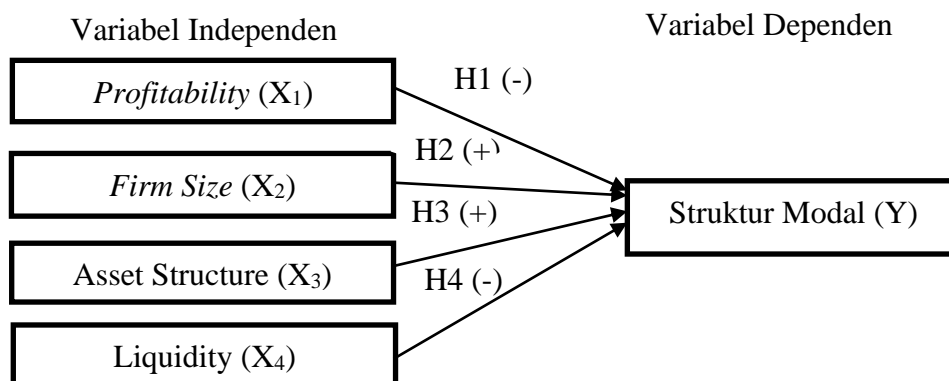 Variabel Independen
Variabel Dependen
Profitability (X₁)
H1 (-)
H2 (+)
Firm Size (X₂)
H3 (+)
Struktur Modal (Y)
Asset Structure (X₃)
H4 (-)
Liquidity (X₄)